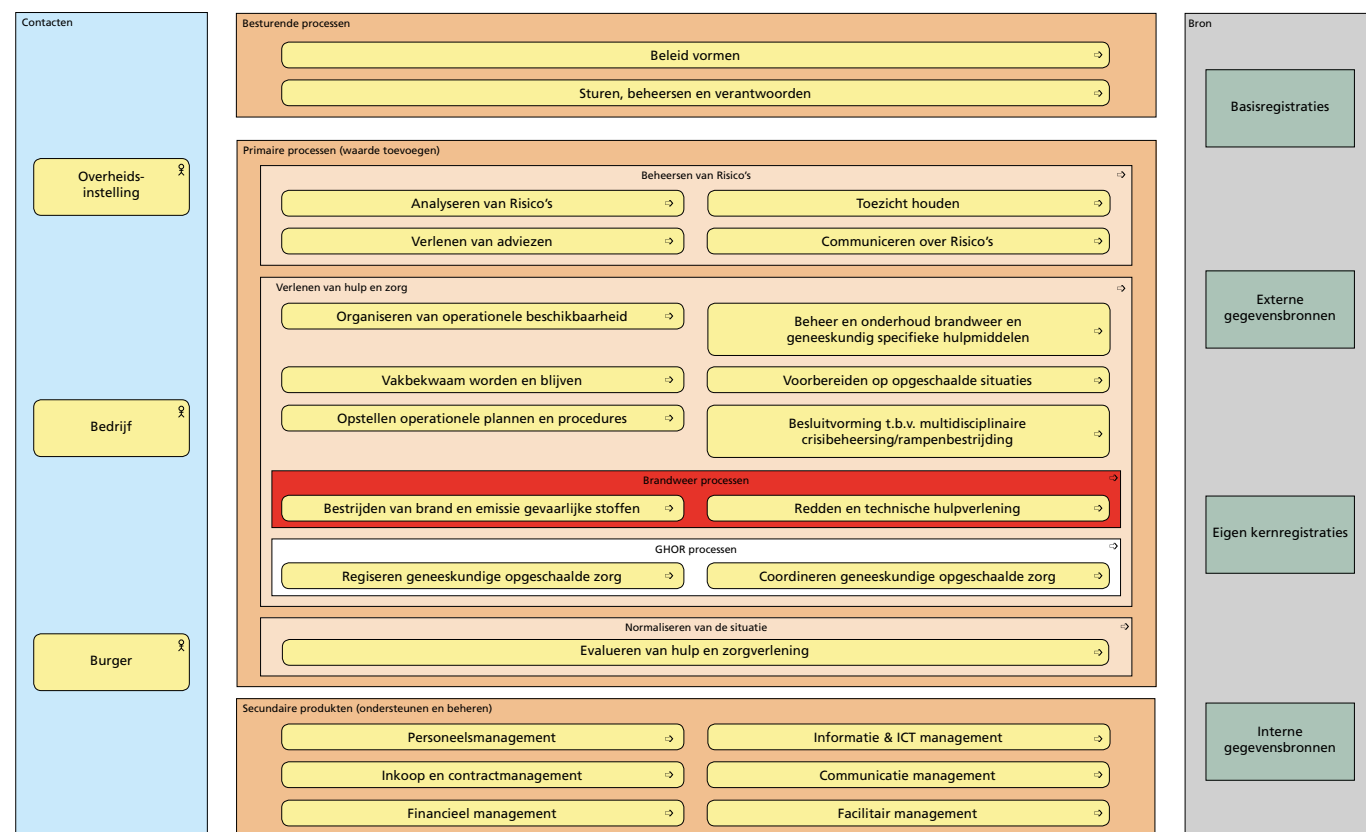 Contacten
Overheids-
instelling
Bedrijf
Burger
Besturende processen
Beleid vormen
Sturen, beheersen en verantwoorden
Primaire processen (waarde toevoegen)
Beheersen van Risico's
Analyseren van Risico's
Toezicht houden
Verlenen van adviezen
Communiceren over Risico's
Verlenen van hulp en zorg
Organiseren van operationele beschikbaarheid
Beheer en onderhoud brandweer en
geneeskundig specifieke hulpmiddelen
Vakbekwaam worden en blijven
Voorbereiden op opgeschaalde situaties
Opstellen operationele plannen en procedures
Besluitvorming t.b.v. multidisciplinaire
crisibeheersing/rampenbestrijding
Brandweer processen
Bestrijden van brand en emissie gevaarlijke stoffen
Redden en technische hulpverlening
GHOR processen
Regiseren geneeskundige opgeschaalde zorg
Coordineren geneeskundige opgeschaalde zorg
Normaliseren van de situatie
Evalueren van hulp en zorgverlening
Secundaire produkten (ondersteunen en beheren)
Personeelsmanagement
Informatie & ICT management
Inkoop en contractmanagement
Communicatie management
Financieel management
Facilitair management
Bron
Basisregistraties
Externe
gegevensbronnen
Eigen kernregistraties
Interne
gegevensbronnen